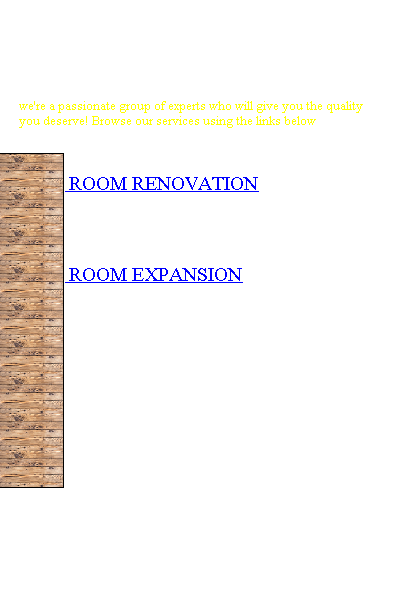 we're a passionate group of experts who will give you the quality
you deserve! Browse our services using the links below
ROOM RENOVATION
ROOM EXPANSION